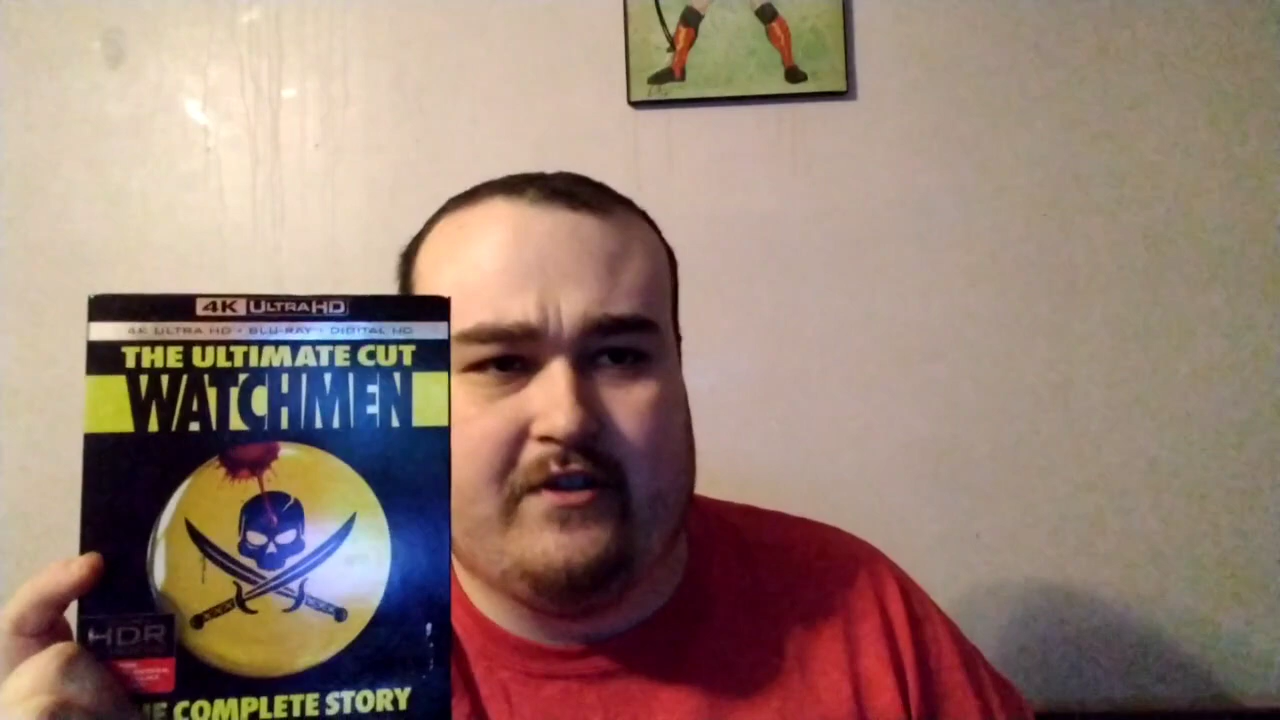 4K ULTRA HD
4K ULTRA HD • BLU-RAY • DIGITAL HD
THE ULTIMATE CUT
WATCHMEN
HDR
COMPLETE STORY